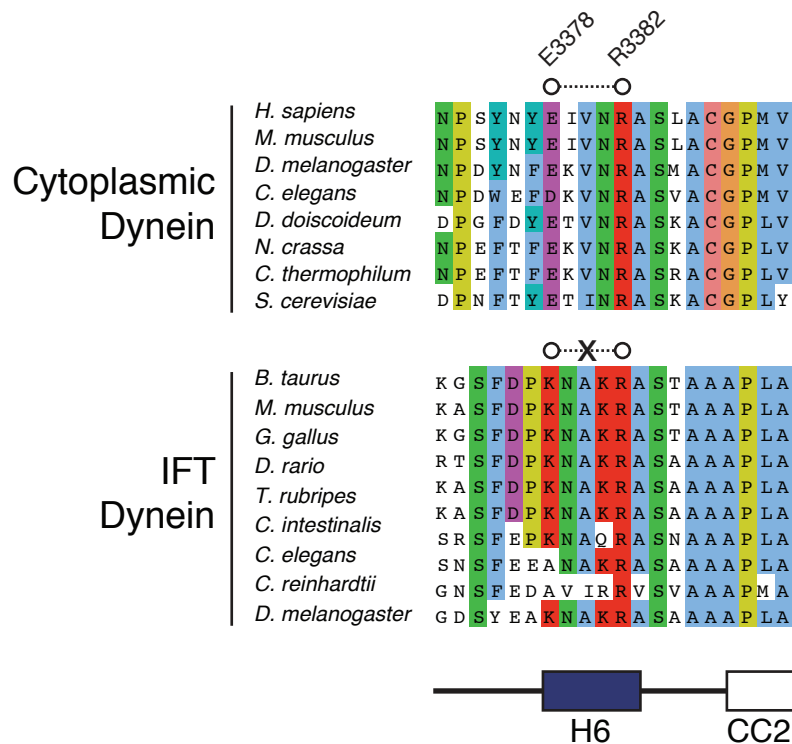 E3378 R3382
Cytoplasmic Dynein
H. sapiens NPSYNYEIVNRASLACGPMV
M. musculus NPSYNYEIVNRASLACGPMV
D. melanogaster NPDYNFEKVNRASMACGPMV
C. elegans NPDWEFDKVNRASVACGPMV
D. doiscoideum DPGFDYETVNRASKACGPLV
N. crassa NPEFTFEKVNRASKACGPLV
C. thermophilum NPEFTFEKVNRASRACGPLV
S. cerevisiae DPNFTYETINRASKACGPLY
X
IFT Dynein
B. taurus KGSFDPKNAKRASTAAAPLA
M. musculus KASFDPKNAKRASTAAAPLA
G. gallus KGSFDPKNAKRASTAAAPLA
D. rario RTSFDPKNAKRASAAAAPLA
T. rubripes KASFDPKNAKRASAAAAPLA
C. intestinalis KASFDPKNAKRASAAAAPLA
C. elegans SRSFEPKNAQRASNAAAPLA
C. reinhardtii SNSFEEANAKRASAAAAPLA
D. melanogaster GNSFEDAVIRRVSVAAAPMA
GDSYEAKNAKRASAAAAPLA
H6 CC2